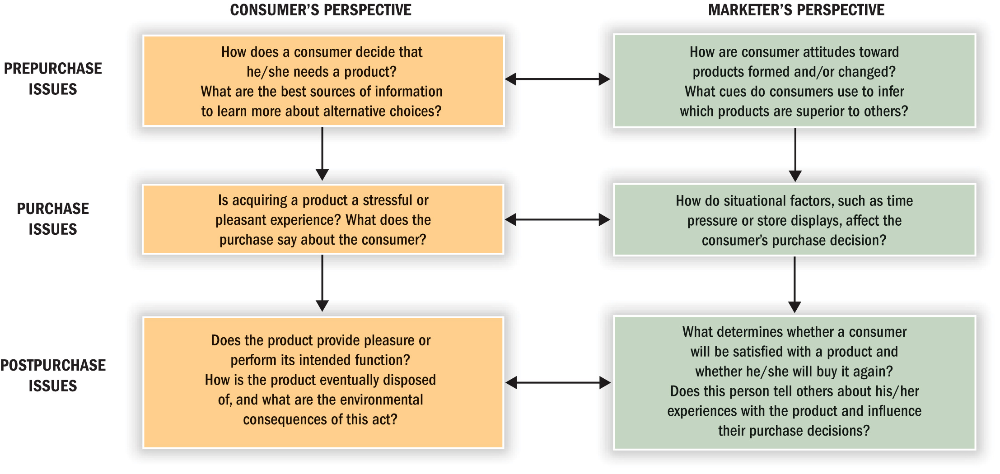 CONSUMER’S PERSPECTIVE
MARKETER’S PERSPECTIVE
PREPURCHASE
ISSUES
How does a consumer decide that
he/she needs a product?
What are the best sources of information
to learn more about alternative choices?
How are consumer attitudes toward
products formed and/or changed?
What cues do consumers use to infer
which products are superior to others?
PURCHASE
ISSUES
Is acquiring a product a stressful or
pleasant experience? What does the
purchase say about the consumer?
How do situational factors, such as time
pressure or store displays, affect the
consumer’s purchase decision?
POSTPURCHASE
ISSUES
Does the product provide pleasure or
perform its intended function?
How is the product eventually disposed
of, and what are the environmental
consequences of this act?
What determines whether a consumer
will be satisfied with a product and
whether he/she will buy it again?
Does this person tell others about his/her
experiences with the product and influence
their purchase decisions?